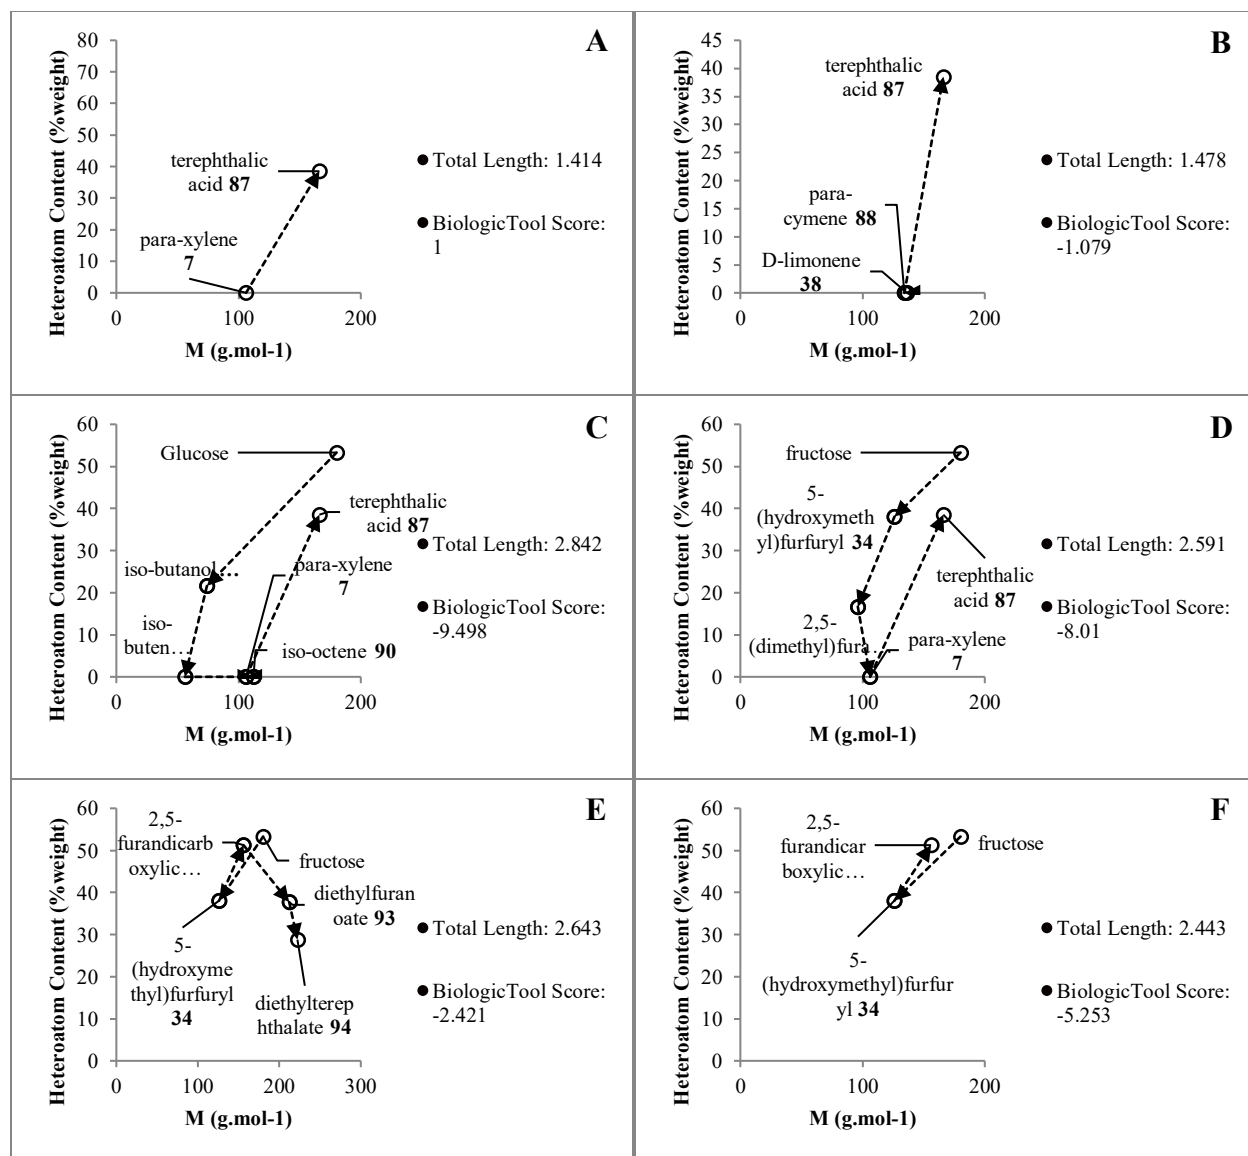 A
Heteroatom Content (%weight)
80
70
60
50
40
30
20
10
0
terephthalic
acid 87
para-xylene
7
0
100
200
M (g.mol-1)
Total Length: 1.414
BiologicTool Score:
1
B
Heteroatom Content (%weight)
45
40
35
30
25
20
15
10
5
0
terephthalic
acid 87
para-
cymene 88
D-limonene
38
0
100
200
M (g.mol-1)
Total Length: 1.478
BiologicTool Score:
-1.079
C
Heteroatom Content (%weight)
60
50
40
30
20
10
0
Glucose
terephthalic
acid 87
iso-butanol…
para-xylene
7
iso-
buten…
iso-octene 90
0
100
200
M (g.mol-1)
Total Length: 2.842
BiologicTool Score:
-9.498
D
Heteroatom Content (%weight)
60
50
40
30
20
10
0
fructose
5-
(hydroxymeth
yl)furfuryl 34
terephthalic
acid 87
2,5-
(dimethyl)fura…
para-xylene
7
0
100
200
M (g.mol-1)
Total Length: 2.591
BiologicTool Score:
-8.01
E
Heteroatom Content (%weight)
60
50
40
30
20
10
0
2,5-
furandicarb
oxylic…
fructose
diethylfuran
oate 93
5-
(hydroxyme
thyl)furfuryl
34
diethylterep
hthalate 94
0
100
200
300
M (g.mol-1)
Total Length: 2.643
BiologicTool Score:
-2.421
F
Heteroatom Content (%weight)
60
50
40
30
20
10
0
2,5-
furandicar
boxylic…
fructose
5-
(hydroxymethyl)furfur
yl 34
0
100
200
M (g.mol-1)
Total Length: 2.443
BiologicTool Score:
-5.253